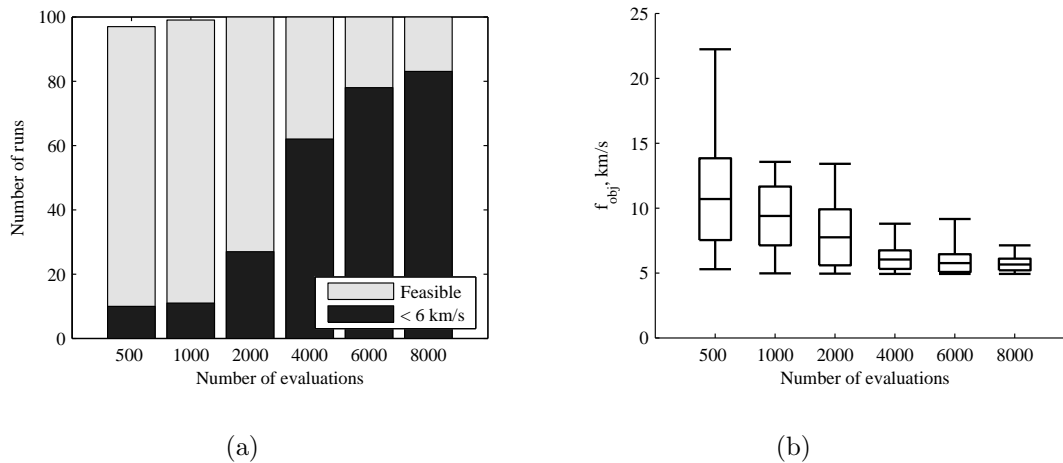 100
80
60
40
20
0
Number of runs
Feasible
< 6 km/s
500 1000 2000 4000 6000 8000
Number of evaluations
(a)
25
20
15
10
5
0
f_obj, km/s
500 1000 2000 4000 6000 8000
Number of evaluations
(b)